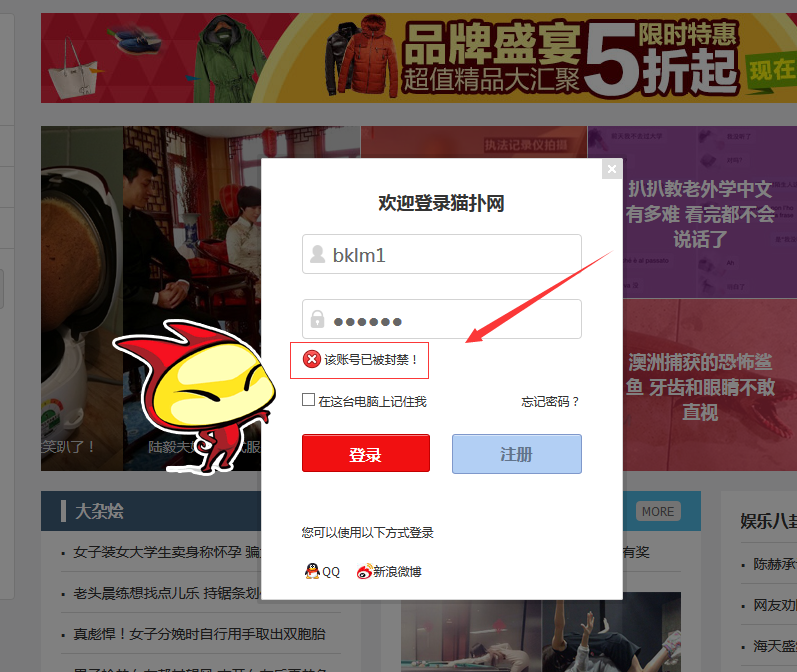 品牌盛宴
超值精品大汇聚
5
限时特惠
折起
现在
执法记录仪拍摄
扒扒教老外学中文
有多难 看完都不会
说话了
欢迎登录猫扑网
bklm1
●●●●●●
该账号已被封禁！
在这台电脑上记住我
忘记密码？
登录
注册
澳洲捕获的恐怖鲨
鱼 牙齿和眼睛不敢
直视
笑趴了！
陆毅夫
服
您可以使用以下方式登录
QQ
新浪微博
大杂烩
MORE
女子装女大学生卖身称怀孕 骗
老头晨练想找点儿乐 持锯条划
真彪悍！女子分娩时自行用手取出双胞胎
有奖
娱乐八卦
陈赫承
网友劝
海天盛